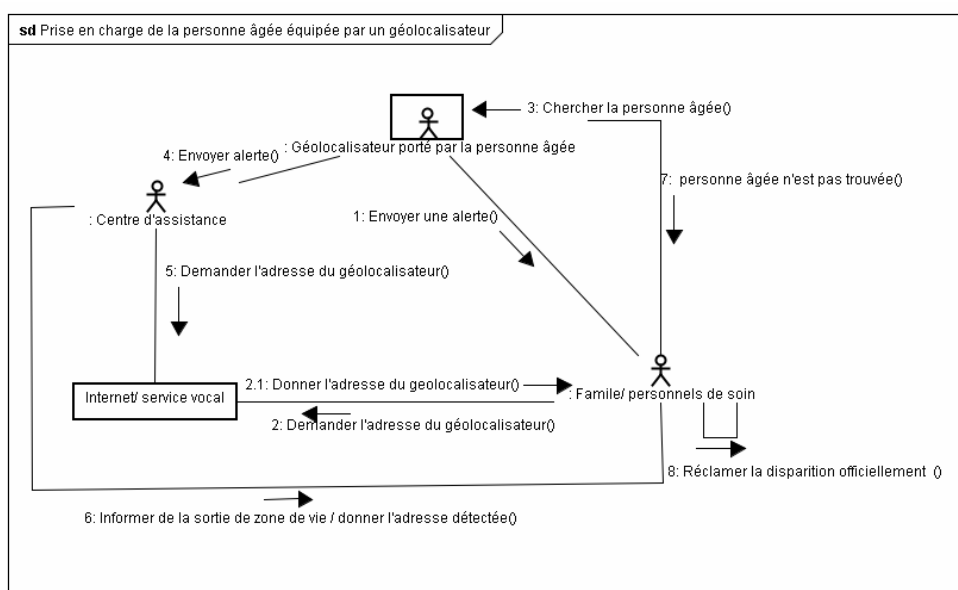 sd Prise en charge de la personne âgée équipée par un géolocalisateur
3: Chercher la personne âgée()
: Géolocalisateur porté par la personne âgée
4: Envoyer alerte()
7: personne âgée n'est pas trouvée()
: Centre d'assistance
1: Envoyer une alerte()
5: Demander l'adresse du géolocalisateur()
2.1: Donner l'adresse du geolocalisateur()
Internet/ service vocal
: Famile/ personnels de soin
2: Demander l'adresse du géolocalisateur()
8: Réclamer la disparition officiellement ()
6: Informer de la sortie de zone de vie / donner l'adresse détectée()